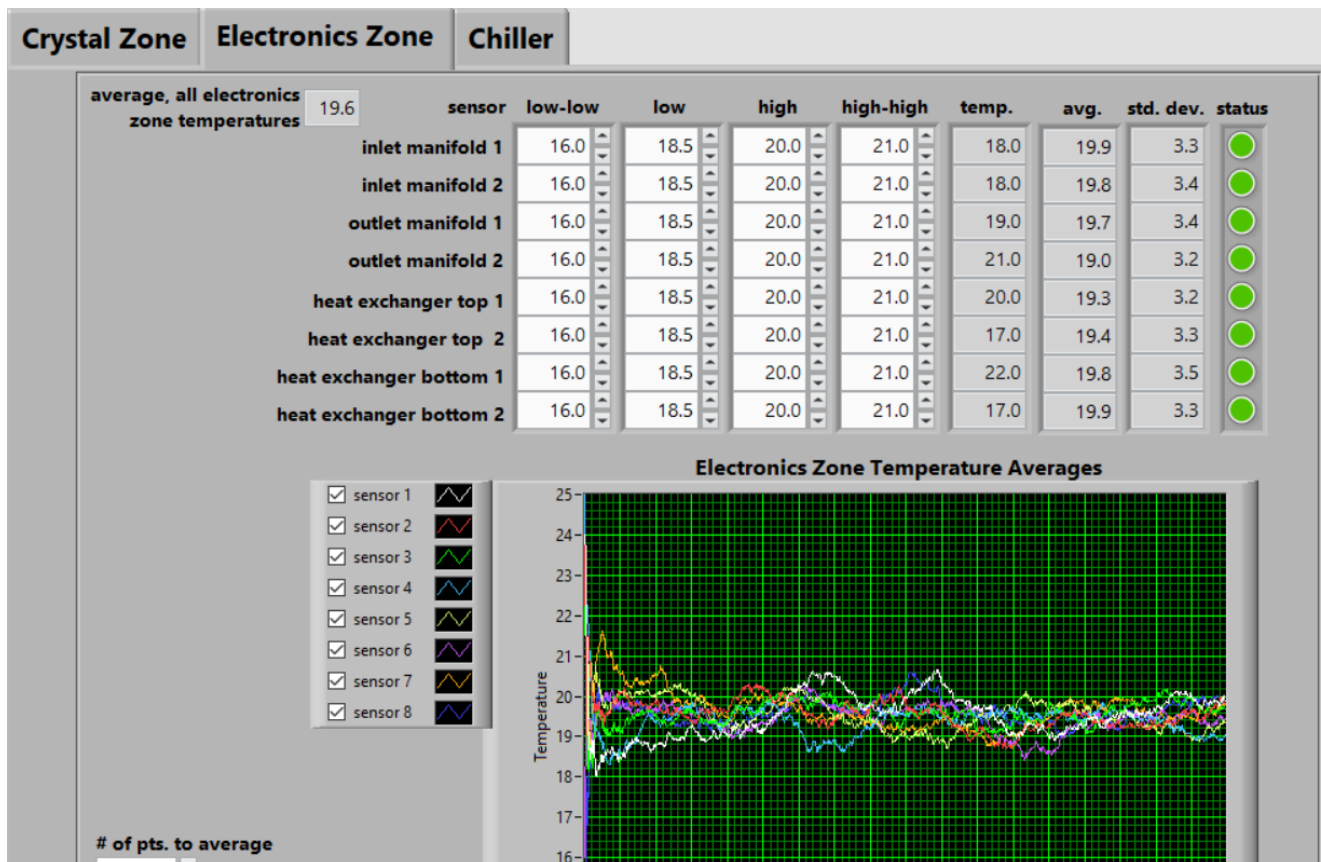 Crystal Zone Electronics Zone Chiller
average, all electronics zone temperatures 19.6 sensor low-low low high high-high temp. avg. std. dev. status
inlet manifold 1 16.0 18.5 20.0 21.0 18.0 19.9 3.3
inlet manifold 2 16.0 18.5 20.0 21.0 18.0 19.8 3.4
outlet manifold 1 16.0 18.5 20.0 21.0 19.0 19.7 3.4
outlet manifold 2 16.0 18.5 20.0 21.0 21.0 19.0 3.2
heat exchanger top 1 16.0 18.5 20.0 21.0 20.0 19.3 3.2
heat exchanger top 2 16.0 18.5 20.0 21.0 17.0 19.4 3.3
heat exchanger bottom 1 16.0 18.5 20.0 21.0 22.0 19.8 3.5
heat exchanger bottom 2 16.0 18.5 20.0 21.0 17.0 19.9 3.3
Electronics Zone Temperature Averages
sensor 1
sensor 2
sensor 3
sensor 4
sensor 5
sensor 6
sensor 7
sensor 8
Temperature
25
24
23
22
21
20
19
18
17
16
# of pts. to average